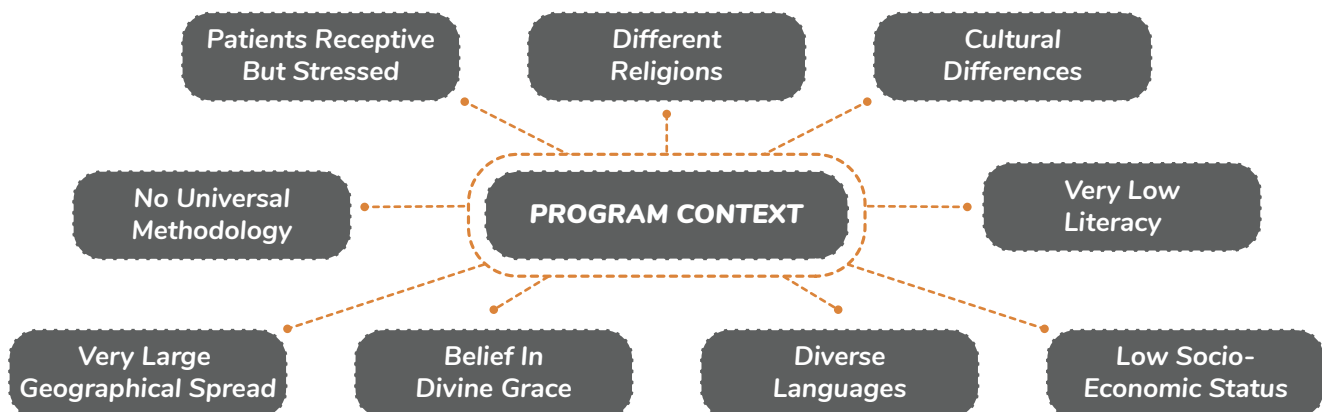 Patients Receptive
But Stressed
Different
Religions
Cultural
Differences
No Universal
Methodology
PROGRAM CONTEXT
Very Low
Literacy
Very Large
Geographical Spread
Belief In
Divine Grace
Diverse
Languages
Low Socio-
Economic Status